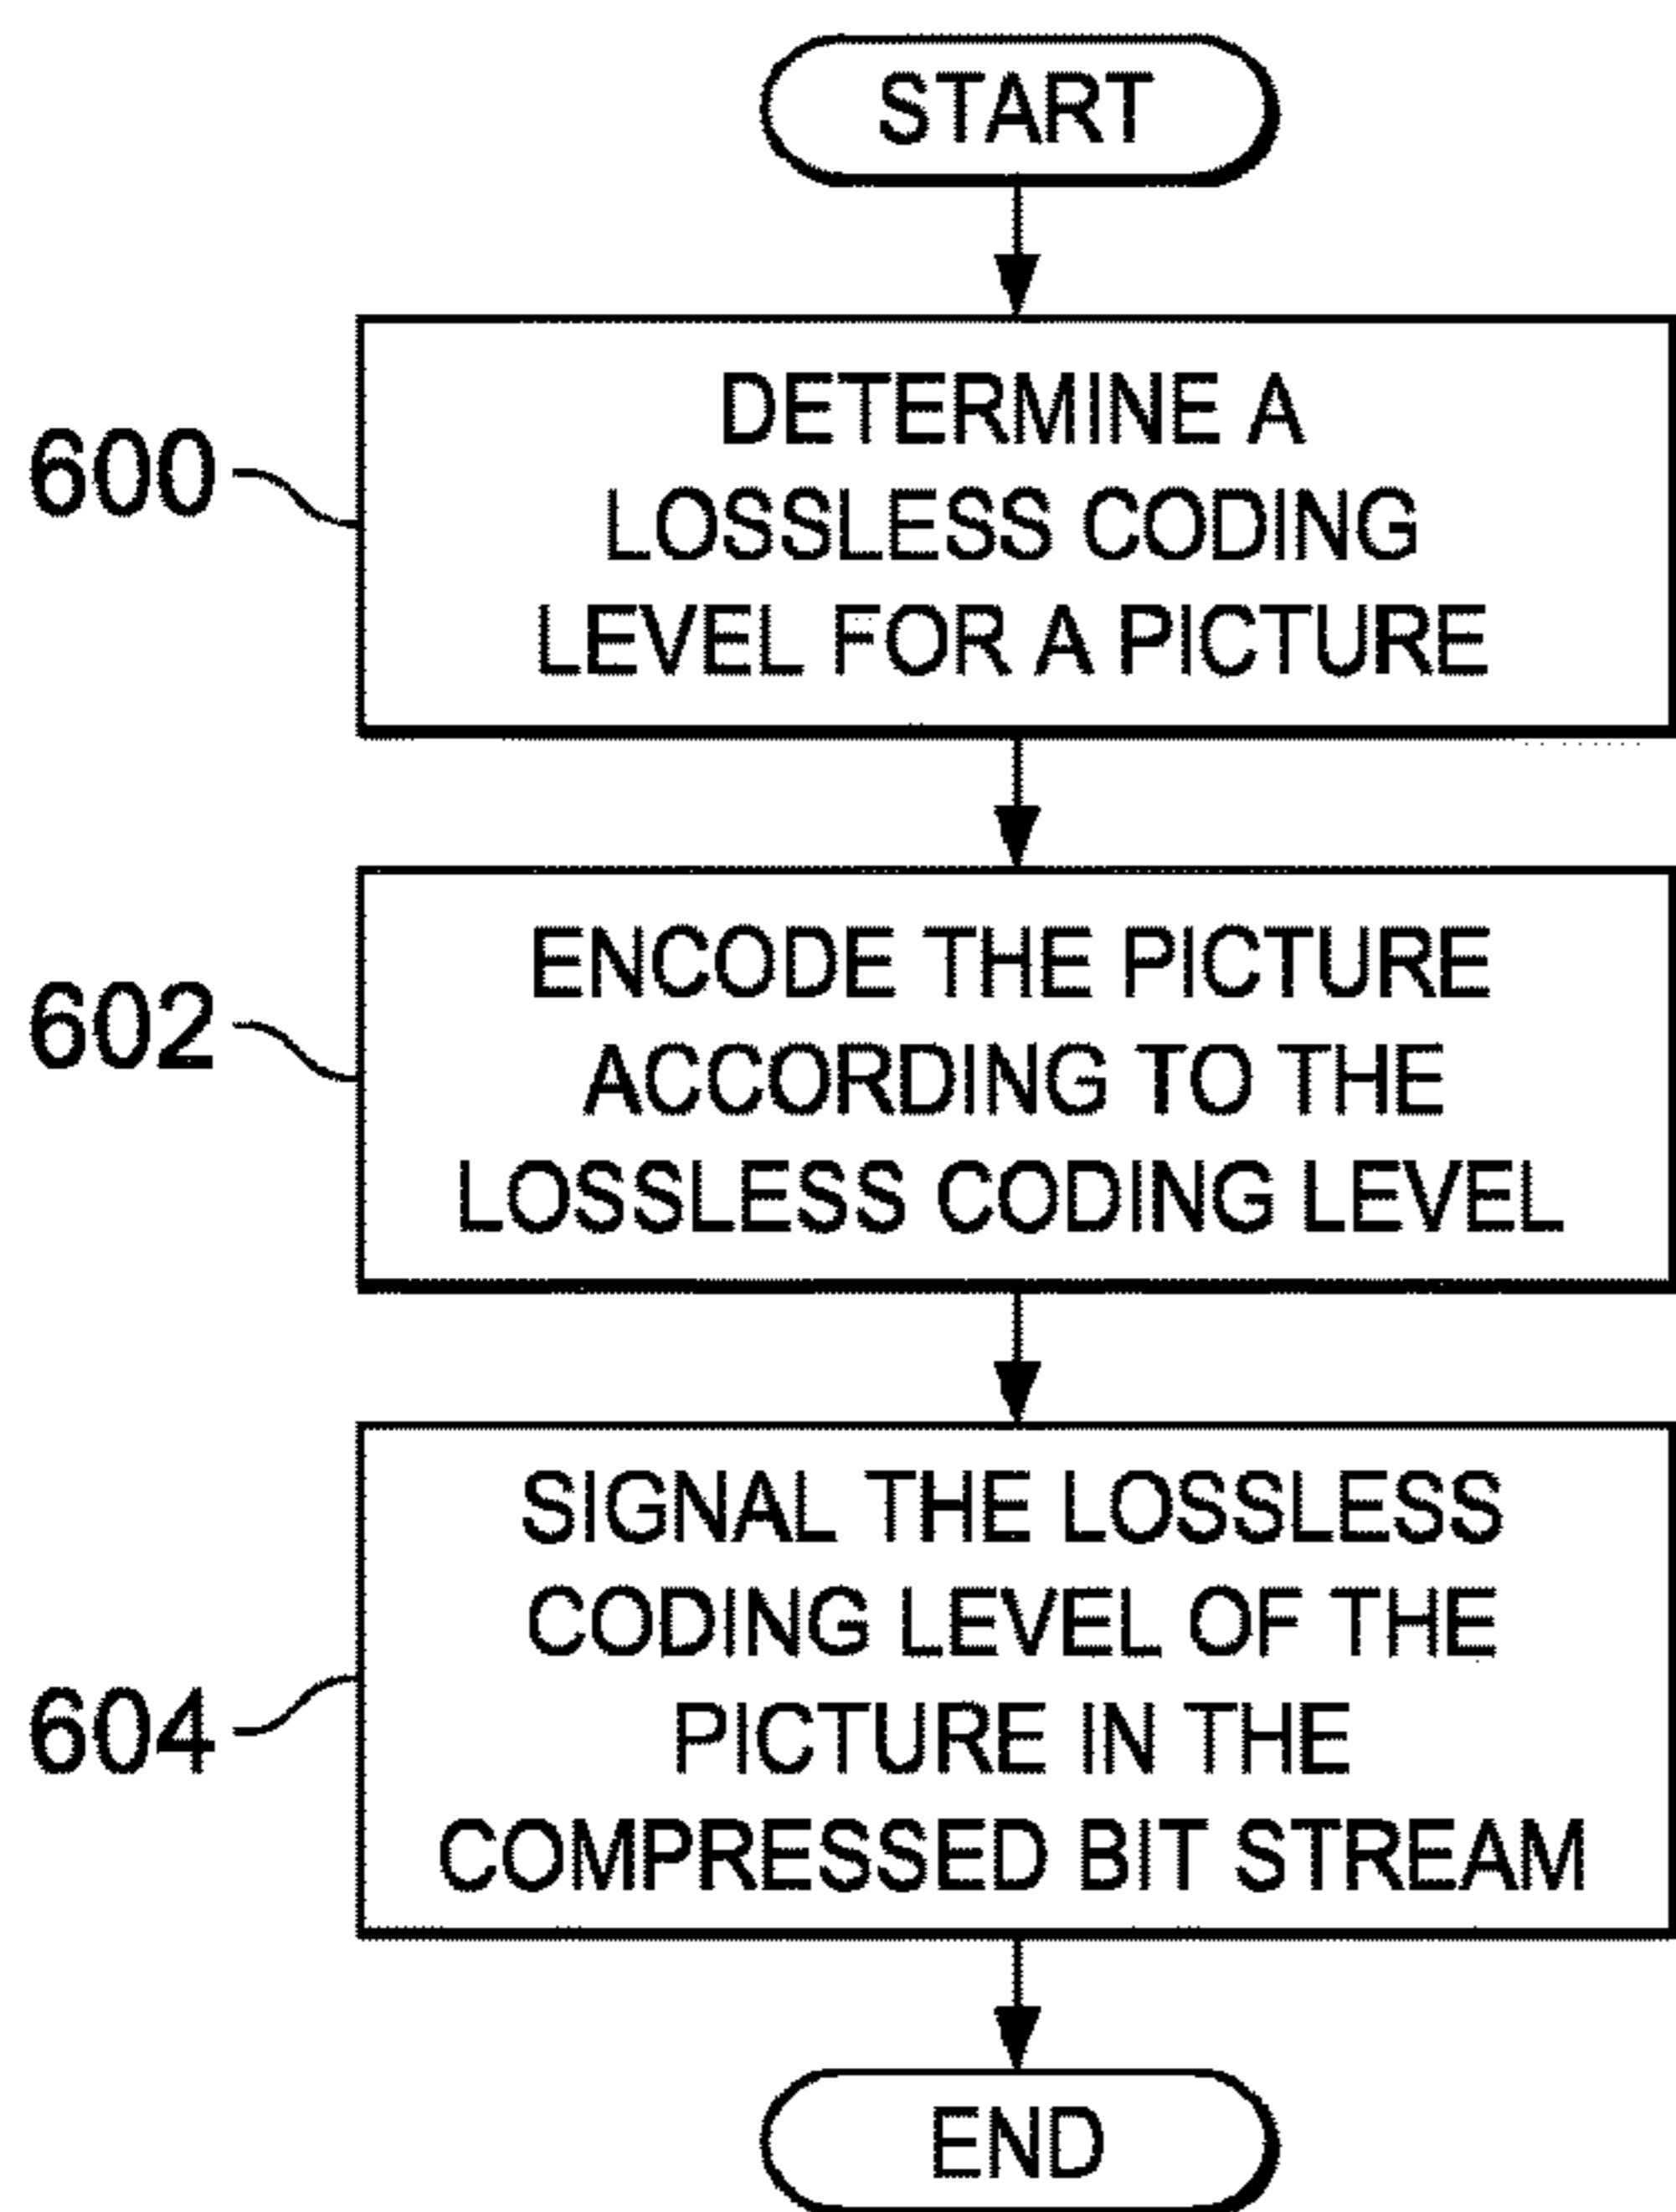 START
600
DETERMINE A
LOSSLESS CODING
LEVEL FOR A PICTURE
602
ENCODE THE PICTURE
ACCORDING TO THE
LOSSLESS CODING LEVEL
604
SIGNAL THE LOSSLESS
CODING LEVEL OF THE
PICTURE IN THE
COMPRESSED BIT STREAM
END